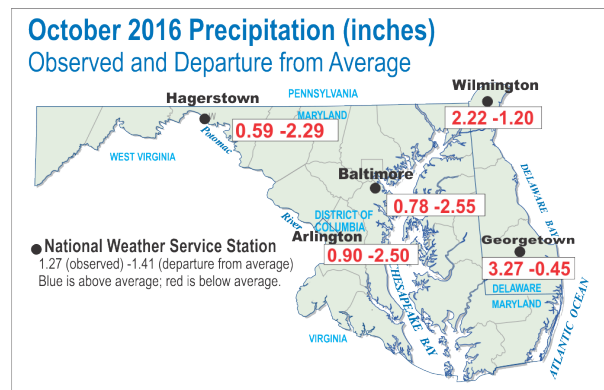 October 2016 Precipitation (inches)
Observed and Departure from Average
Wilmington
PENNSYLVANIA
Hagerstown
MARYLAND
2.22 -1.20
0.59 -2.29
Potomac
WEST VIRGINIA
Baltimore
DELAWARE BAY
0.78 -2.55
River
DISTRICT OF
COLUMBIA
Arlington
Georgetown
National Weather Service Station
0.90 -2.50
1.27 (observed) -1.41 (departure from average)
3.27 -0.45
Blue is above average; red is below average.
CHESAPEAKE BAY
DELAWARE
MARYLAND
ATLANTIC OCEAN
VIRGINIA